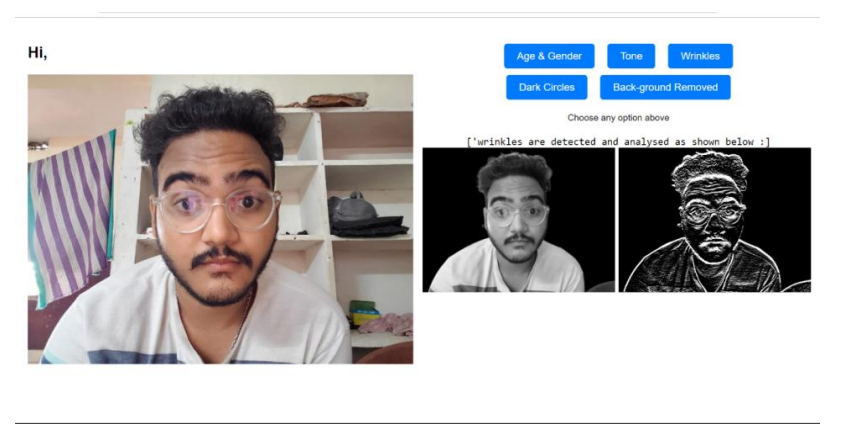 Hi,
Age & Gender Tone Wrinkles
Dark Circles Back-ground Removed
Choose any option above
['wrinkles are detected and analysed as shown below :]